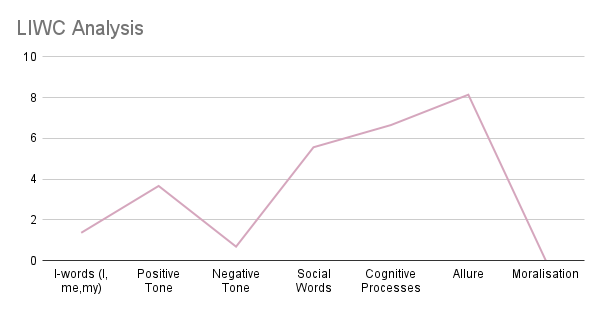 LIWC Analysis
10
8
6
4
2
0
I-words (I,
me,my)
Positive
Tone
Negative
Tone
Social
Words
Cognitive
Processes
Allure
Moralisation